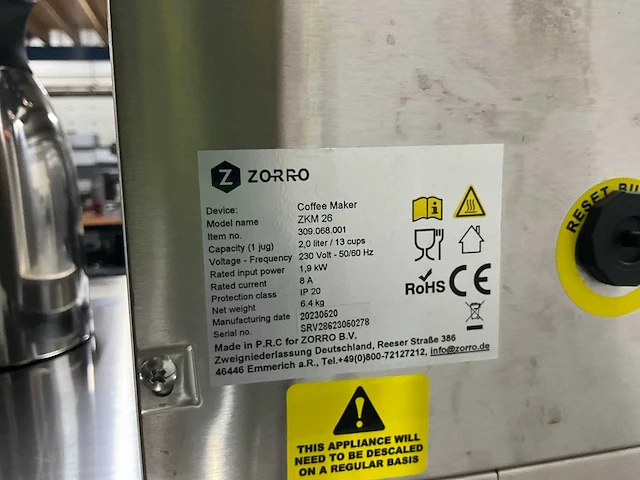 Z ZORRO
Device: Coffee Maker
Model name ZKM 26
Item no. 309.068.001
Capacity (1 jug) 2,0 liter / 13 cups
Voltage - Frequency 230 Volt - 50/60 Hz
Rated input power 1,9 kW
Rated current 8 A
Protection class IP 20
Net weight 6.4 kg
Manufacturing date 20230620
Serial no. SRV28623060278
Made in P.R.C for ZORRO B.V.
Zweigniederlassung Deutschland, Reeser Straße 386
46446 Emmerich a.R., Tel.+49(0)800-72127212, info@zorro.de
RoHS CE
RESET
THIS APPLIANCE WILL
NEED TO BE DESCALED
ON A REGULAR BASIS